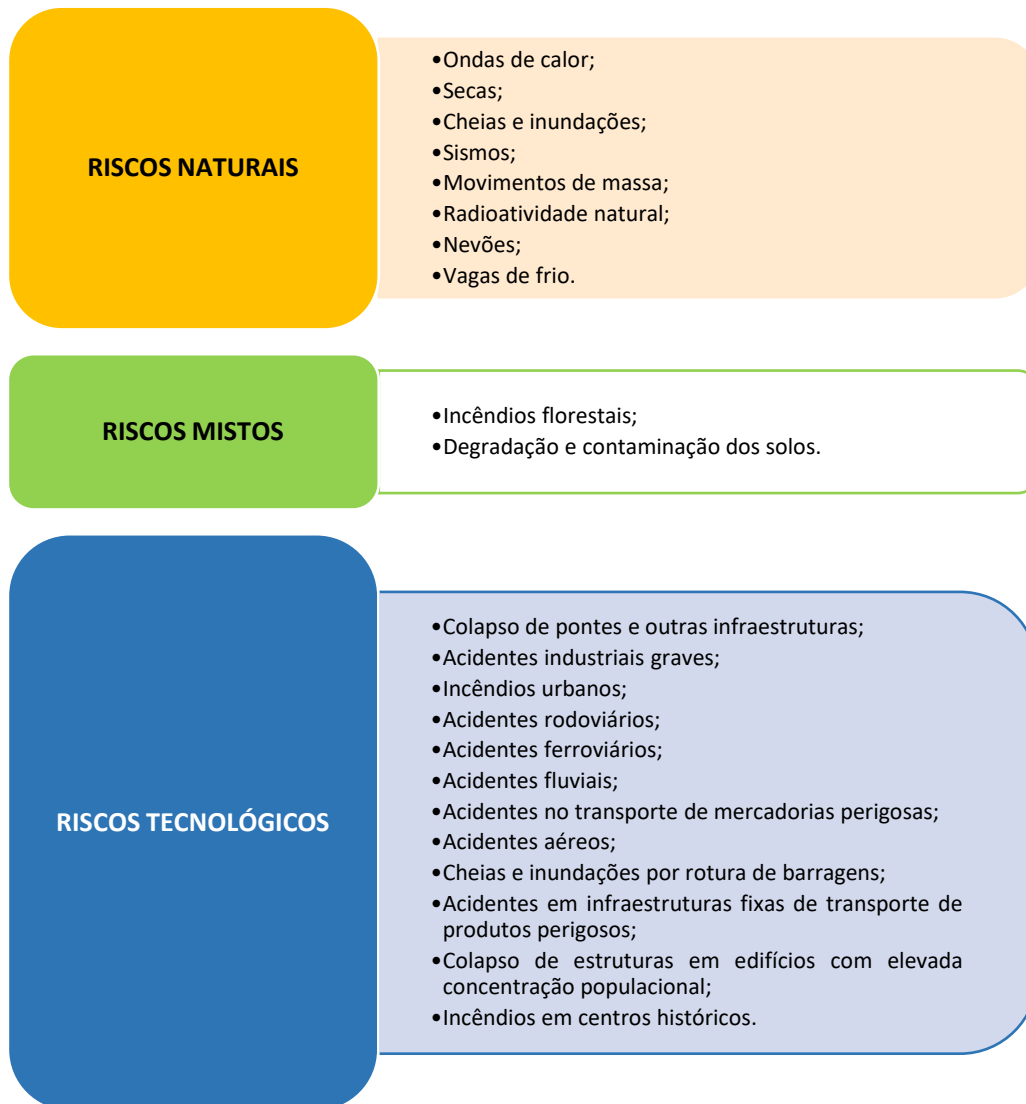 RISCOS NATURAIS
•Ondas de calor;
•Secas;
•Cheias e inundações;
•Sismos;
•Movimentos de massa;
•Radioatividade natural;
•Nevões;
•Vagas de frio.
RISCOS MISTOS
•Incêndios florestais;
•Degradação e contaminação dos solos.
RISCOS TECNOLÓGICOS
•Colapso de pontes e outras infraestruturas;
•Acidentes industriais graves;
•Incêndios urbanos;
•Acidentes rodoviários;
•Acidentes ferroviários;
•Acidentes fluviais;
•Acidentes no transporte de mercadorias perigosas;
•Acidentes aéreos;
•Cheias e inundações por rotura de barragens;
•Acidentes em infraestruturas fixas de transporte de
produtos perigosos;
•Colapso de estruturas em edifícios com elevada
concentração populacional;
•Incêndios em centros históricos.